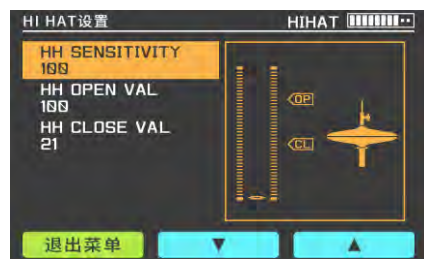 HI HAT设置
HIHAT
HH SENSITIVITY
100
HH OPEN VAL
100
HH CLOSE VAL
21
OP
CL
退出菜单
▼
▲